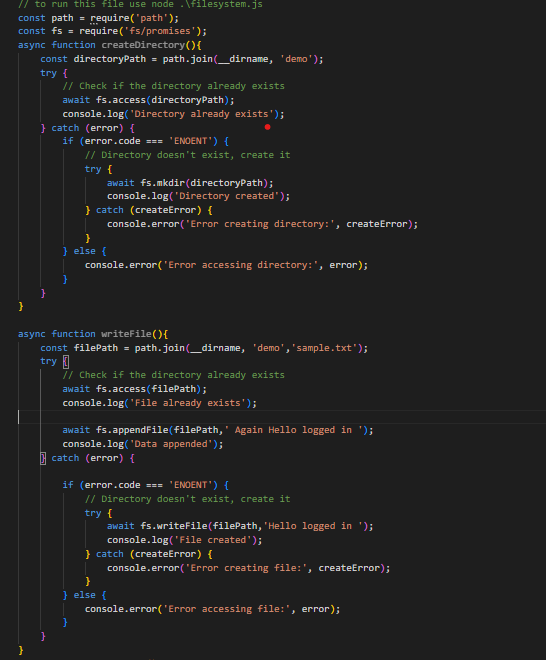 // to run this file use node .\filesystem.js
const path = require('path');
const fs = require('fs/promises');
async function createDirectory(){
    const directoryPath = path.join(__dirname, 'demo');
    try {
        // Check if the directory already exists
        await fs.access(directoryPath);
        console.log('Directory already exists');
    } catch (error) {
        if (error.code === 'ENOENT') {
            // Directory doesn't exist, create it
            try {
                await fs.mkdir(directoryPath);
                console.log('Directory created');
            } catch (createError) {
                console.error('Error creating directory:', createError);
            }
        } else {
            console.error('Error accessing directory:', error);
        }
    }
}

async function writeFile(){
    const filePath = path.join(__dirname, 'demo','sample.txt');
    try {
        // Check if the directory already exists
        await fs.access(filePath);
        console.log('File already exists');

        await fs.appendFile(filePath,' Again Hello logged in ');
        console.log('Data appended');
    } catch (error) {

        if (error.code === 'ENOENT') {
            // Directory doesn't exist, create it
            try {
                await fs.writeFile(filePath,'Hello logged in ');
                console.log('File created');
            } catch (createError) {
                console.error('Error creating file:', createError);
            }
        } else {
            console.error('Error accessing file:', error);
        }
    }
}